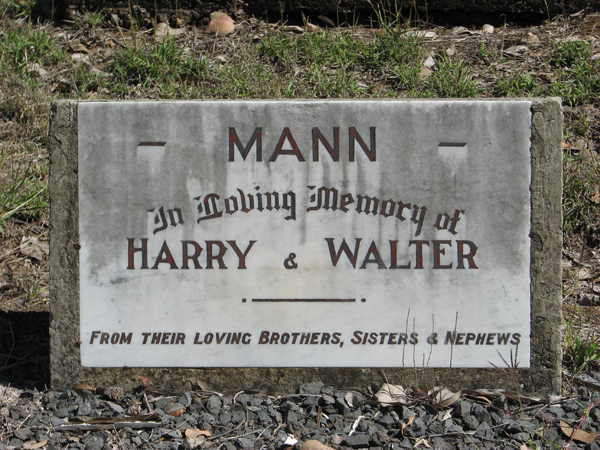 - MANN -
In Loving Memory of
HARRY & WALTER
FROM THEIR LOVING BROTHERS, SISTERS & NEPHEWS